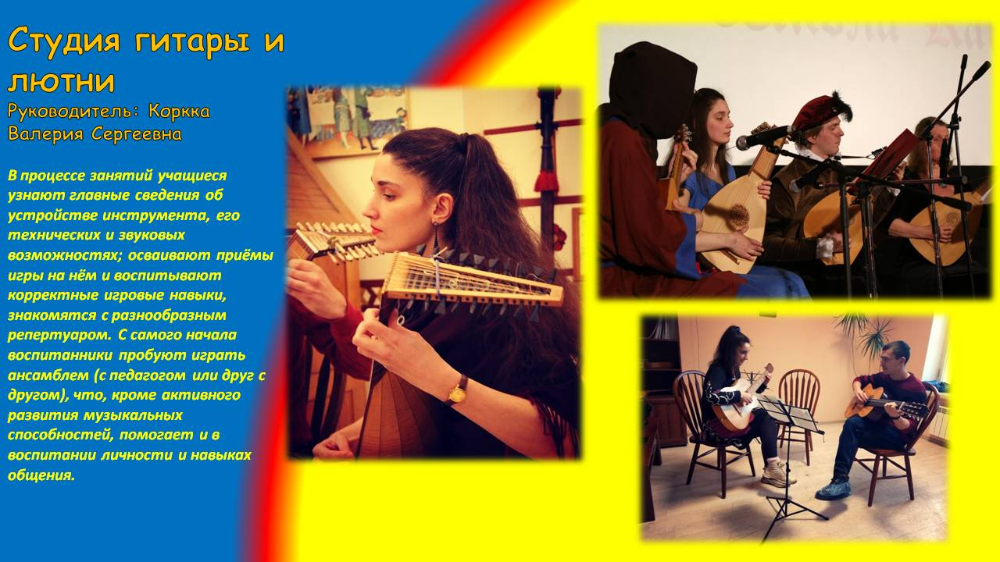 Студия гитары и
лютни
Руководитель: Коркка
Валерия Сергеевна
В процессе занятий учащиеся
узнают главные сведения об
устройстве инструмента, его
технических и звуковых
возможностях; осваивают приёмы
игры на нём и воспитывают
корректные игровые навыки,
знакомятся с разнообразным
репертуаром. С самого начала
воспитанники пробуют играть
ансамблем (с педагогом или друг с
другом), что, кроме активного
развития музыкальных
способностей, помогает и в
воспитании личности и навыках
общения.